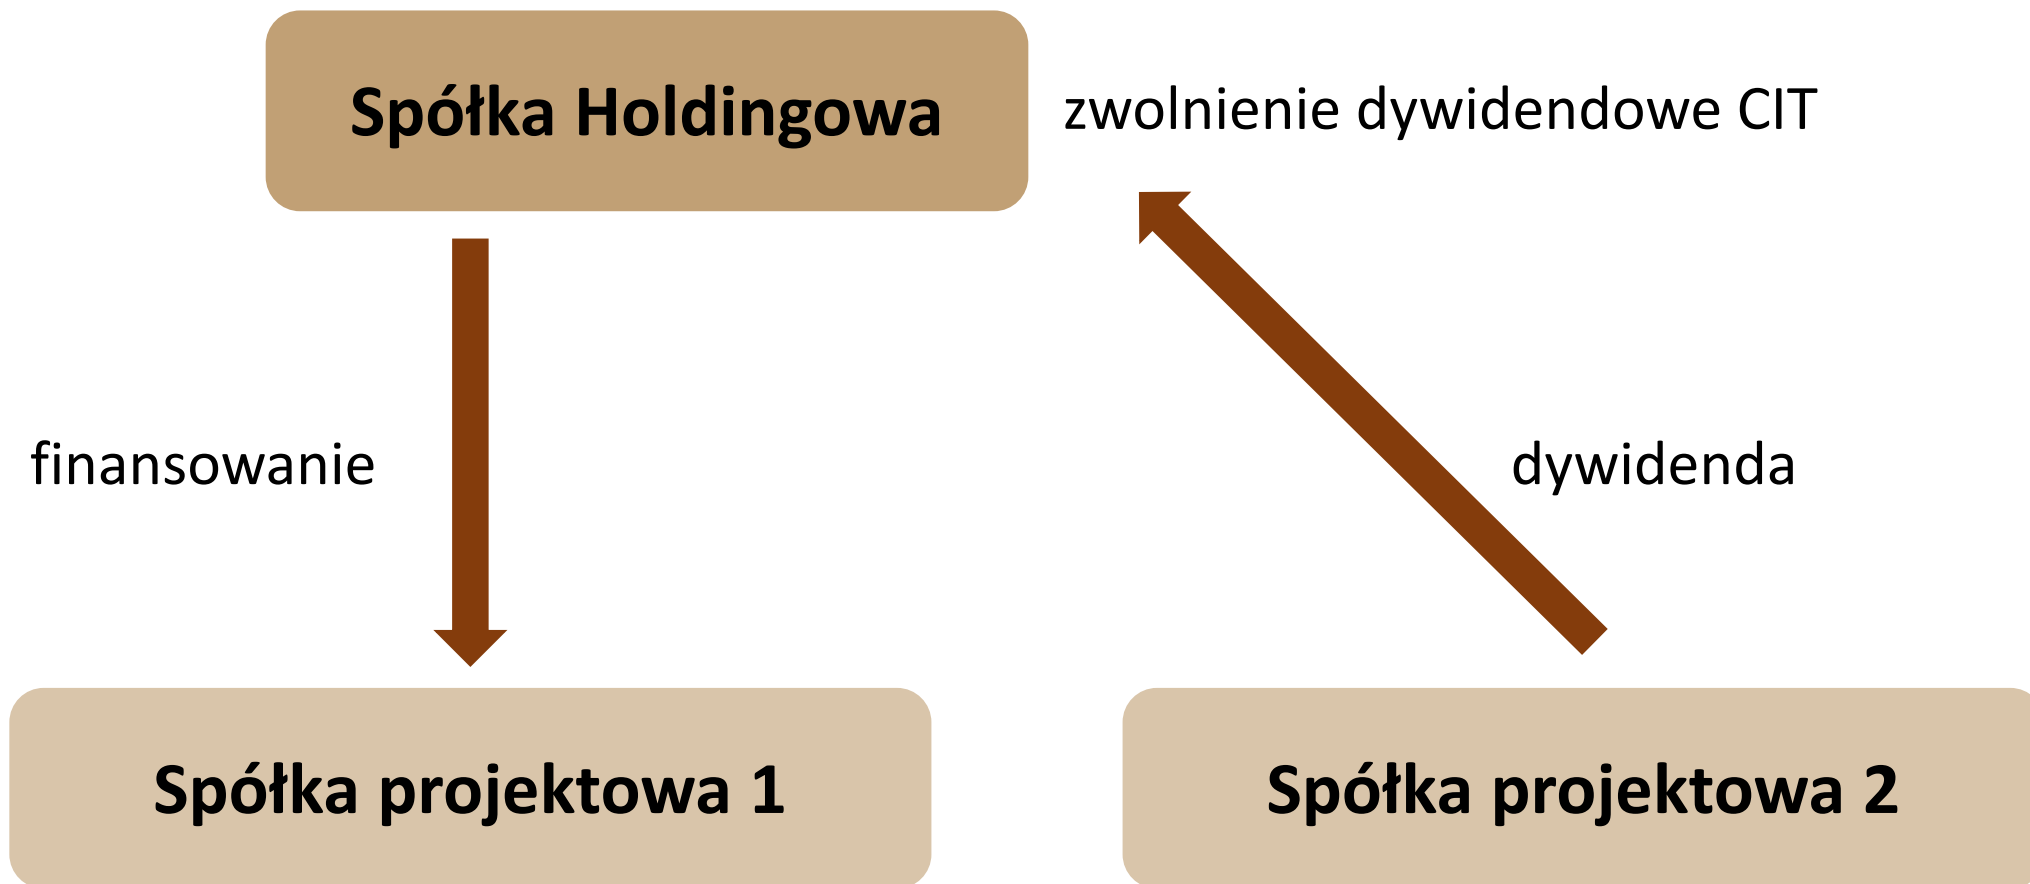 Spółka Holdingowa
zwolnienie dywidendowe CIT
finansowanie
dywidenda
Spółka projektowa 1
Spółka projektowa 2